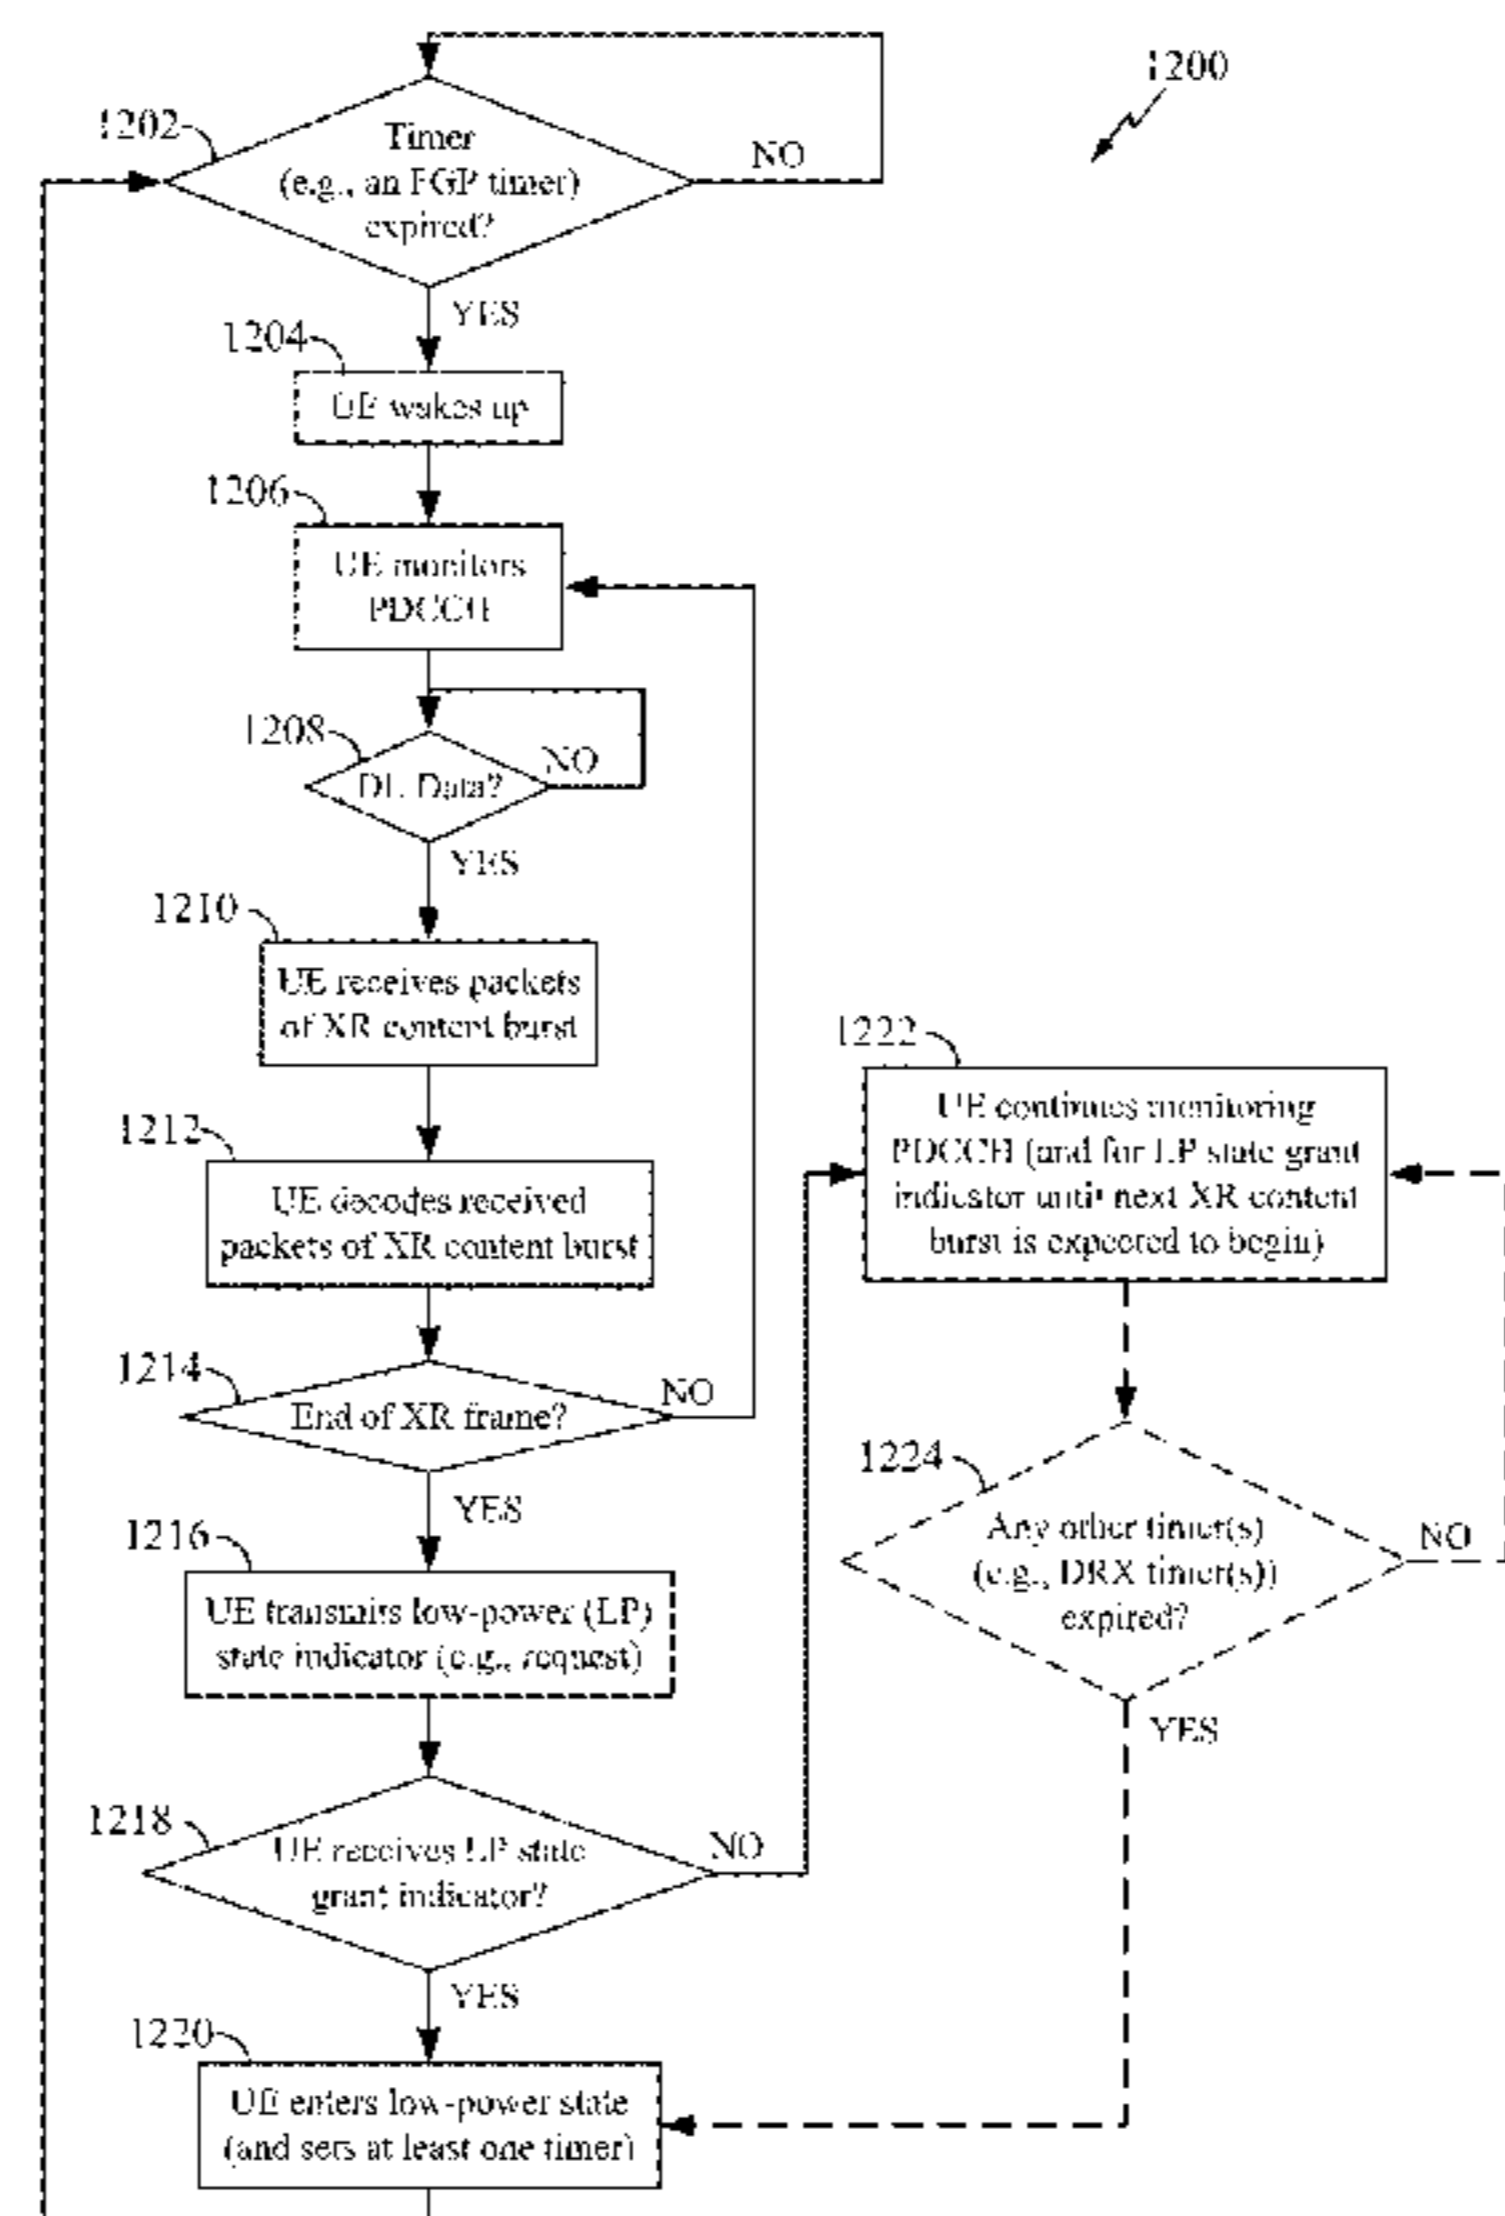 1200
1202
Timer
(e.g., an FGP timer)
expired?
NO
YES
1204
UE wakes up
1206
UE monitors
PDCCH
1208
DL Data?
NO
YES
1210
UE receives packets
of XR content burst
1212
UE decodes received
packets of XR content burst
1214
End of XR frame?
NO
YES
1216
UE transmits low-power (LP)
state indicator (e.g., request)
1218
UE receives LP state
grant indicator?
NO
YES
1220
UE enters low-power state
(and sets at least one timer)
1222
UE continues monitoring
PDCCH (and for LP state grant
indicator until next XR content
burst is expected to begin)
1224
Any other timer(s)
(e.g., DRX timer(s))
expired?
NO
YES